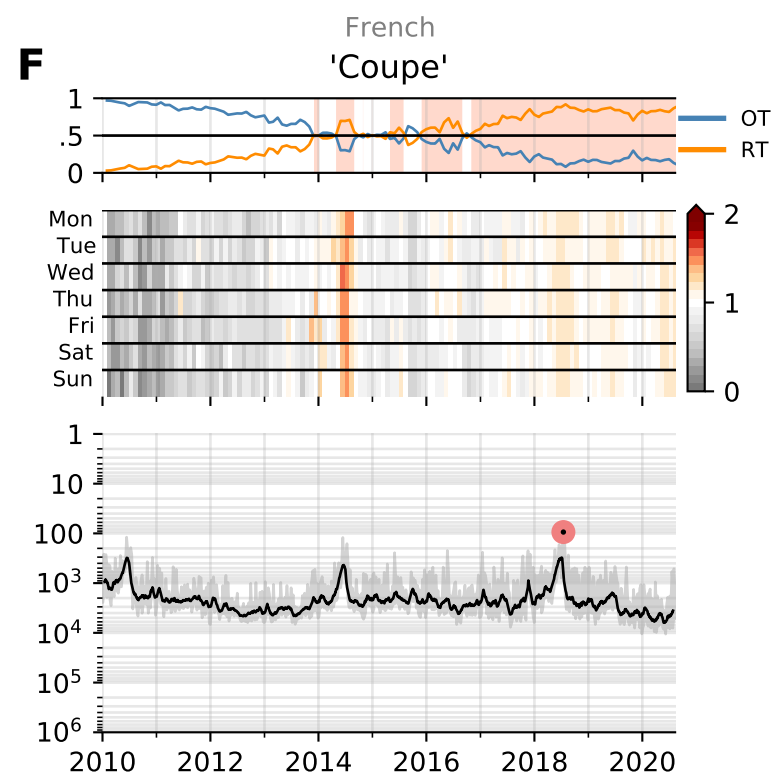 French
F 'Coupe'
1
.5
0
OT
RT
Mon
Tue
Wed
Thu
Fri
Sat
Sun
2
1
0
1
10
100
10³
10⁴
10⁵
10⁶
2010 2012 2014 2016 2018 2020